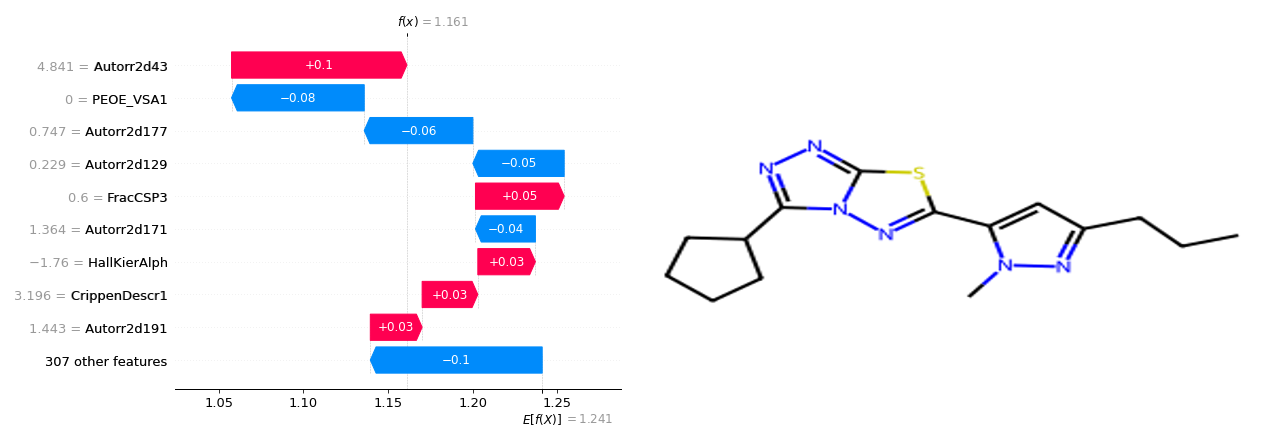 f(x) = 1.161
4.841 = Autorr2d43
+0.1
0 = PEOE_VSA1
−0.08
0.747 = Autorr2d177
−0.06
0.229 = Autorr2d129
−0.05
0.6 = FracCSP3
+0.05
1.364 = Autorr2d171
−0.04
−1.76 = HallKierAlph
+0.03
3.196 = CrippenDescr1
+0.03
1.443 = Autorr2d191
+0.03
307 other features
−0.1
1.05 1.10 1.15 1.20 1.25
E[f(X)] = 1.241
N
N
S
N
N
N
N